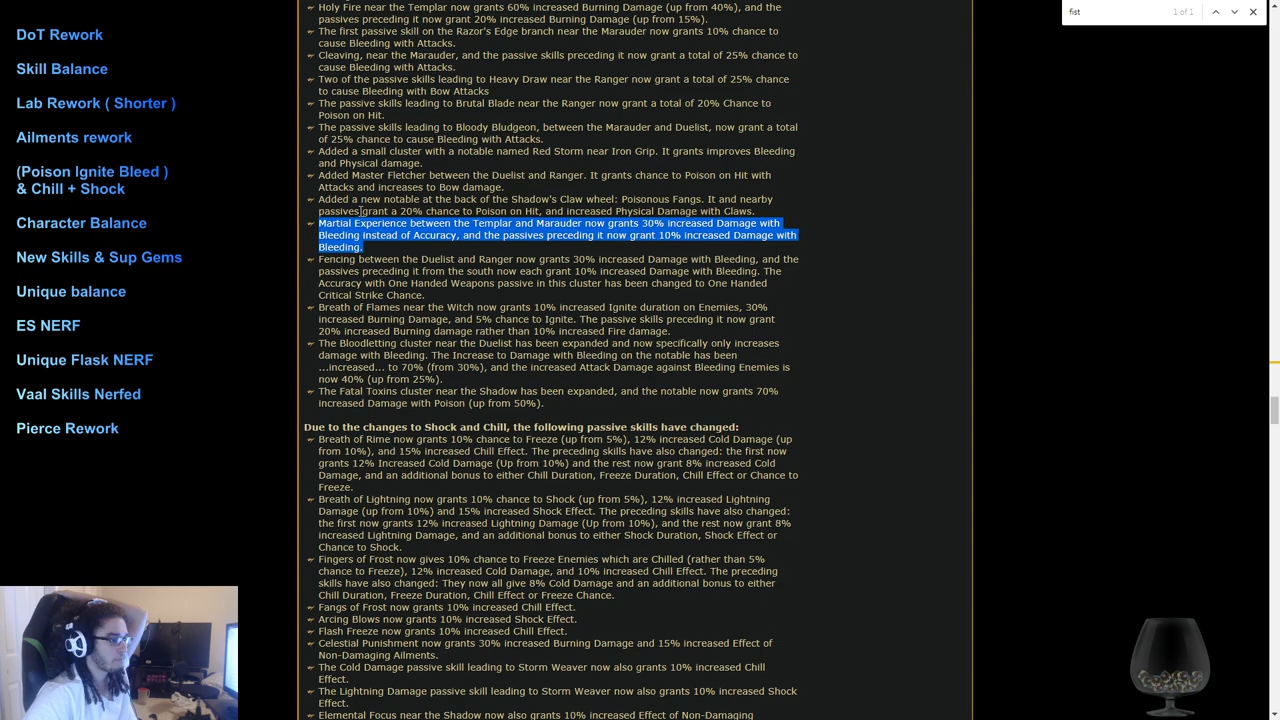 DoT Rework
Skill Balance
Lab Rework ( Shorter )
Ailments rework
(Poison Ignite Bleed )
& Chill + Shock
Character Balance
New Skills & Sup Gems
Unique balance
ES NERF
Unique Flask NERF
Vaal Skills Nerfed
Pierce Rework
fist
1 of 1
Holy Fire near the Templar now grants 60% increased Burning Damage (up from 40%), and the
passives preceding it now grant 20% increased Burning Damage (up from 15%).
The first passive skill on the Razor's Edge branch near the Marauder now grants 10% chance to
cause Bleeding with Attacks.
Cleaving, near the Marauder, and the passive skills preceding it now grant a total of 25% chance to
cause Bleeding with Attacks.
Two of the passive skills leading to Heavy Draw near the Ranger now grant a total of 25% chance
to cause Bleeding with Bow Attacks
The passive skills leading to Brutal Blade near the Ranger now grant a total of 20% Chance to
Poison on Hit.
The passive skills leading to Bloody Bludgeon, between the Marauder and Duelist, now grant a total
of 25% chance to cause Bleeding with Attacks.
Added a small cluster with a notable named Red Storm near Iron Grip. It grants improves Bleeding
and Physical damage.
Added Master Fletcher between the Duelist and Ranger. It grants chance to Poison on Hit with
Attacks and increases to Bow damage.
Added a new notable at the back of the Shadow's Claw wheel: Poisonous Fangs. It and nearby
passives grant a 20% chance to Poison on Hit, and increased Physical Damage with Claws.
Martial Experience between the Templar and Marauder now grants 30% increased Damage with
Bleeding instead of Accuracy, and the passives preceding it now grant 10% increased Damage with
Bleeding.
Fencing between the Duelist and Ranger now grants 30% increased Damage with Bleeding, and the
passives preceding it from the south now each grant 10% increased Damage with Bleeding. The
Accuracy with One Handed Weapons passive in this cluster has been changed to One Handed
Critical Strike Chance.
Breath of Flames near the Witch now grants 10% increased Ignite duration on Enemies, 30%
increased Burning Damage, and 5% chance to Ignite. The passive skills preceding it now grant
20% increased Burning damage rather than 10% increased Fire damage.
The Bloodletting cluster near the Duelist has been expanded and now specifically only increases
damage with Bleeding. The Increase to Damage with Bleeding on the notable has been
...increased... to 70% (from 30%), and the increased Attack Damage against Bleeding Enemies is
now 40% (up from 25%).
The Fatal Toxins cluster near the Shadow has been expanded, and the notable now grants 70%
increased Damage with Poison (up from 50%).
Due to the changes to Shock and Chill, the following passive skills have changed:
Breath of Rime now grants 10% chance to Freeze (up from 5%), 12% increased Cold Damage (up
from 10%), and 15% increased Chill Effect. The preceding skills have also changed: the first now
grants 12% Increased Cold Damage (Up from 10%) and the rest now grant 8% increased Cold
Damage, and an additional bonus to either Chill Duration, Freeze Duration, Chill Effect or Chance to
Freeze.
Breath of Lightning now grants 10% chance to Shock (up from 5%), 12% increased Lightning
Damage (up from 10%) and 15% increased Shock Effect. The preceding skills have also changed:
the first now grants 12% increased Lightning Damage (Up from 10%), and the rest now grant 8%
increased Lightning Damage, and an additional bonus to either Shock Duration, Shock Effect or
Chance to Shock.
Fingers of Frost now gives 10% chance to Freeze Enemies which are Chilled (rather than 5%
chance to Freeze), 12% increased Cold Damage, and 10% increased Chill Effect. The preceding
skills have also changed: They now all give 8% Cold Damage and an additional bonus to either
Chill Duration, Freeze Duration, Chill Effect or Freeze Chance.
Fangs of Frost now grants 10% increased Chill Effect.
Arcing Blows now grants 10% increased Shock Effect.
Flash Freeze now grants 10% increased Chill Effect.
Celestial Punishment now grants 30% increased Burning Damage and 15% increased Effect of
Non-Damaging Ailments.
The Cold Damage passive skill leading to Storm Weaver now also grants 10% increased Chill
Effect.
The Lightning Damage passive skill leading to Storm Weaver now also grants 10% increased Shock
Effect.
Elemental Focus near the Shadow now also grants 10% increased Effect of Non-Damaging